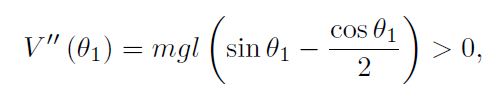 V'' (θ₁) = mgl ( sin θ₁ − cos θ₁ / 2 ) > 0,